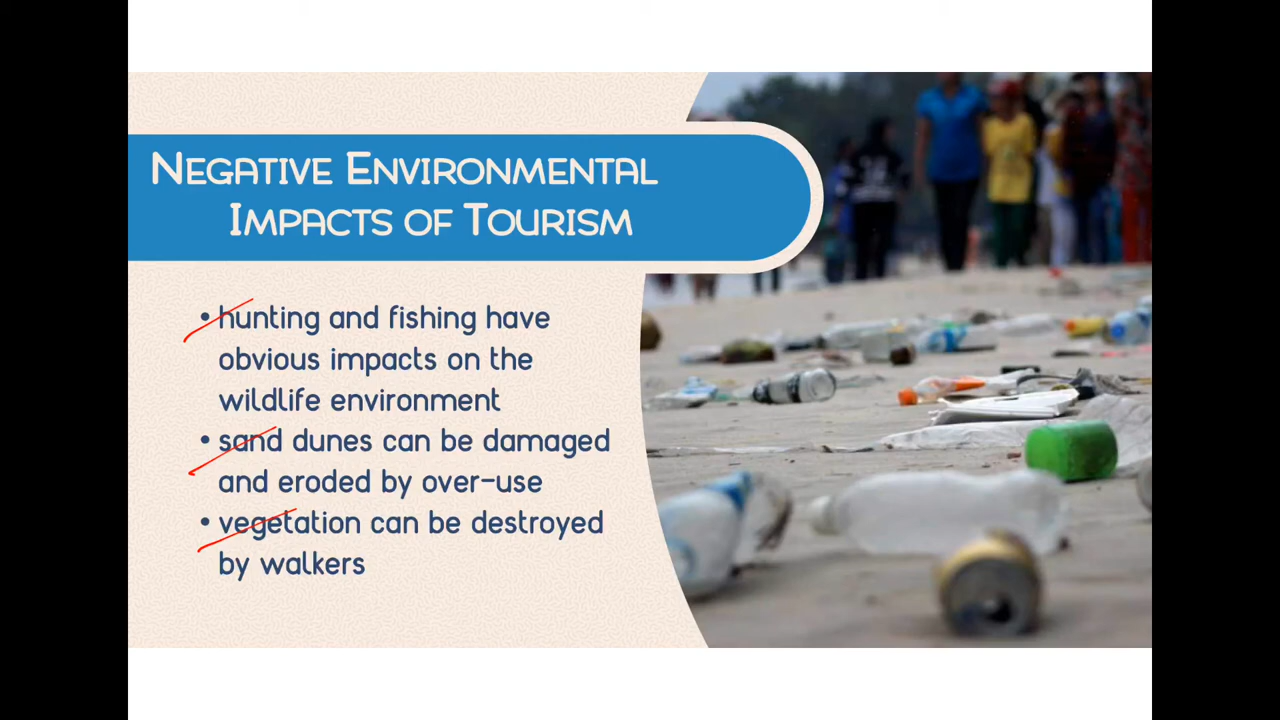 NEGATIVE ENVIRONMENTAL
IMPACTS OF TOURISM
• hunting and fishing have
obvious impacts on the
wildlife environment
• sand dunes can be damaged
and eroded by over-use
• vegetation can be destroyed
by walkers